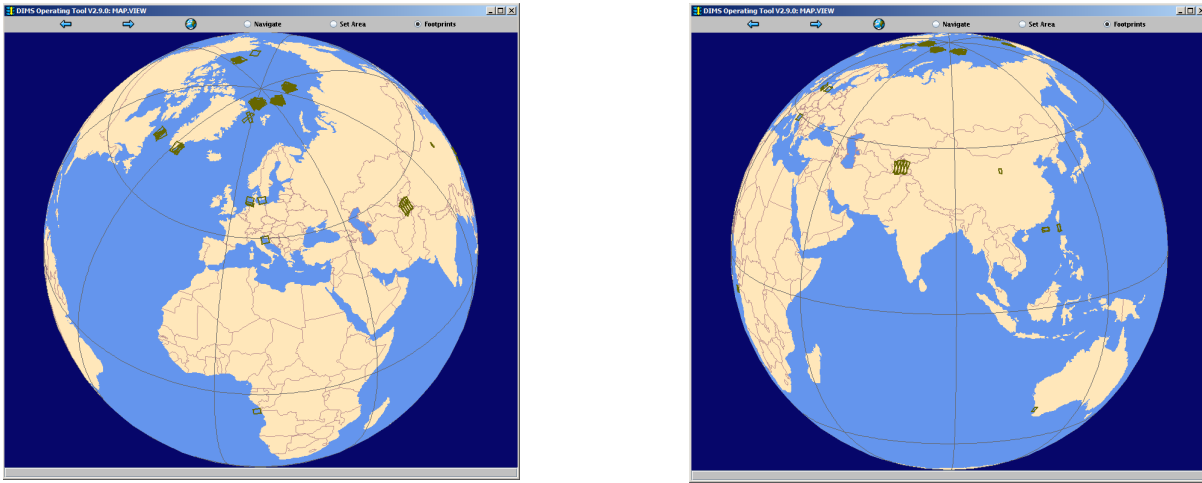 DIMS Operating Tool V2.9.0: MAP.VIEW
Navigate Set Area Footprints
DIMS Operating Tool V2.9.0: MAP.VIEW
Navigate Set Area Footprints